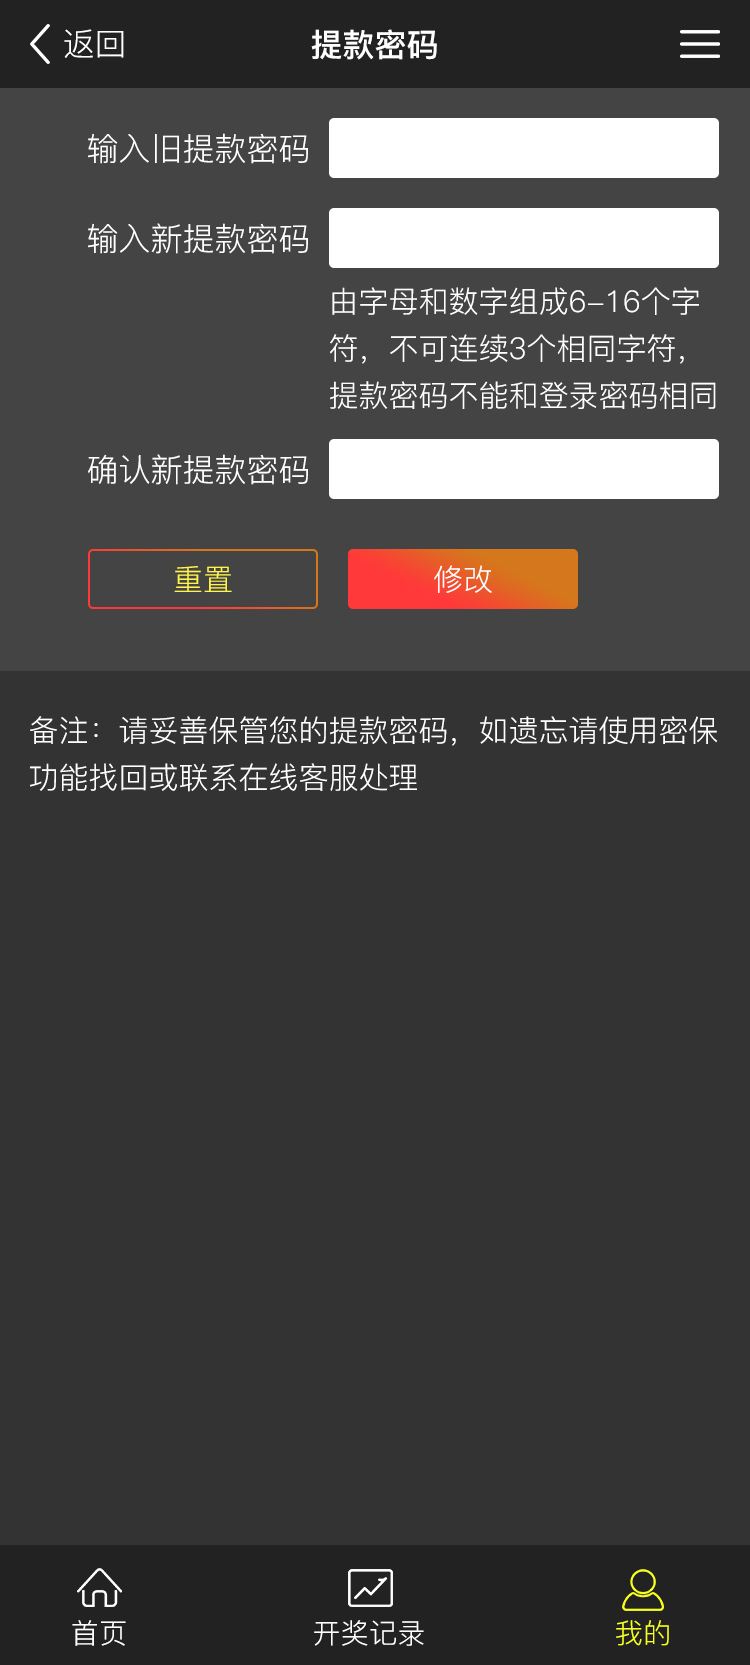 返回
提款密码
输入旧提款密码
输入新提款密码
由字母和数字组成6-16个字
符，不可连续3个相同字符，
提款密码不能和登录密码相同
确认新提款密码
重置
修改
备注：请妥善保管您的提款密码，如遗忘请使用密保
功能找回或联系在线客服处理
首页
开奖记录
我的